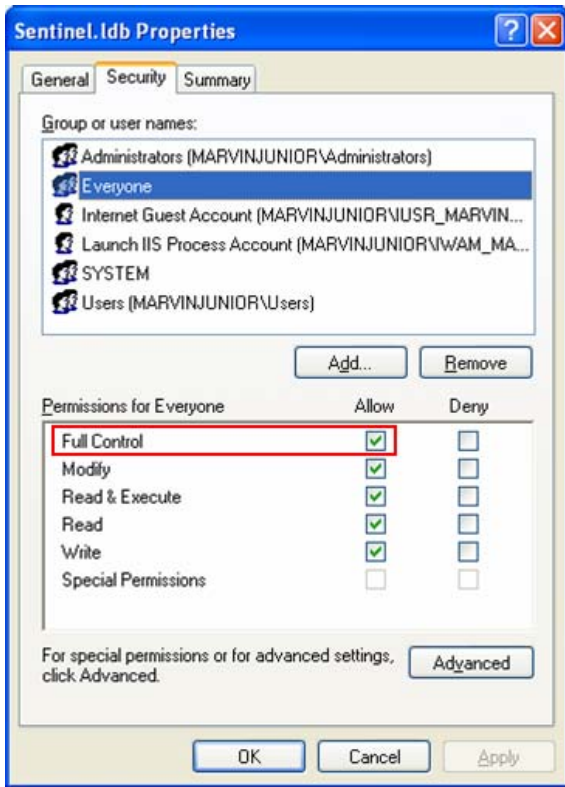 Sentinel.ldb Properties
General Security Summary
Group or user names:
Administrators (MARVINJUNIOR\Administrators)
Everyone
Internet Guest Account (MARVINJUNIOR\IUSR_MARVIN...
Launch IIS Process Account (MARVINJUNIOR\IWAM_MA...
SYSTEM
Users (MARVINJUNIOR\Users)
Add... Remove
Permissions for Everyone Allow Deny
Full Control
Modify
Read & Execute
Read
Write
Special Permissions
For special permissions or for advanced settings,
click Advanced.
Advanced
OK Cancel Apply